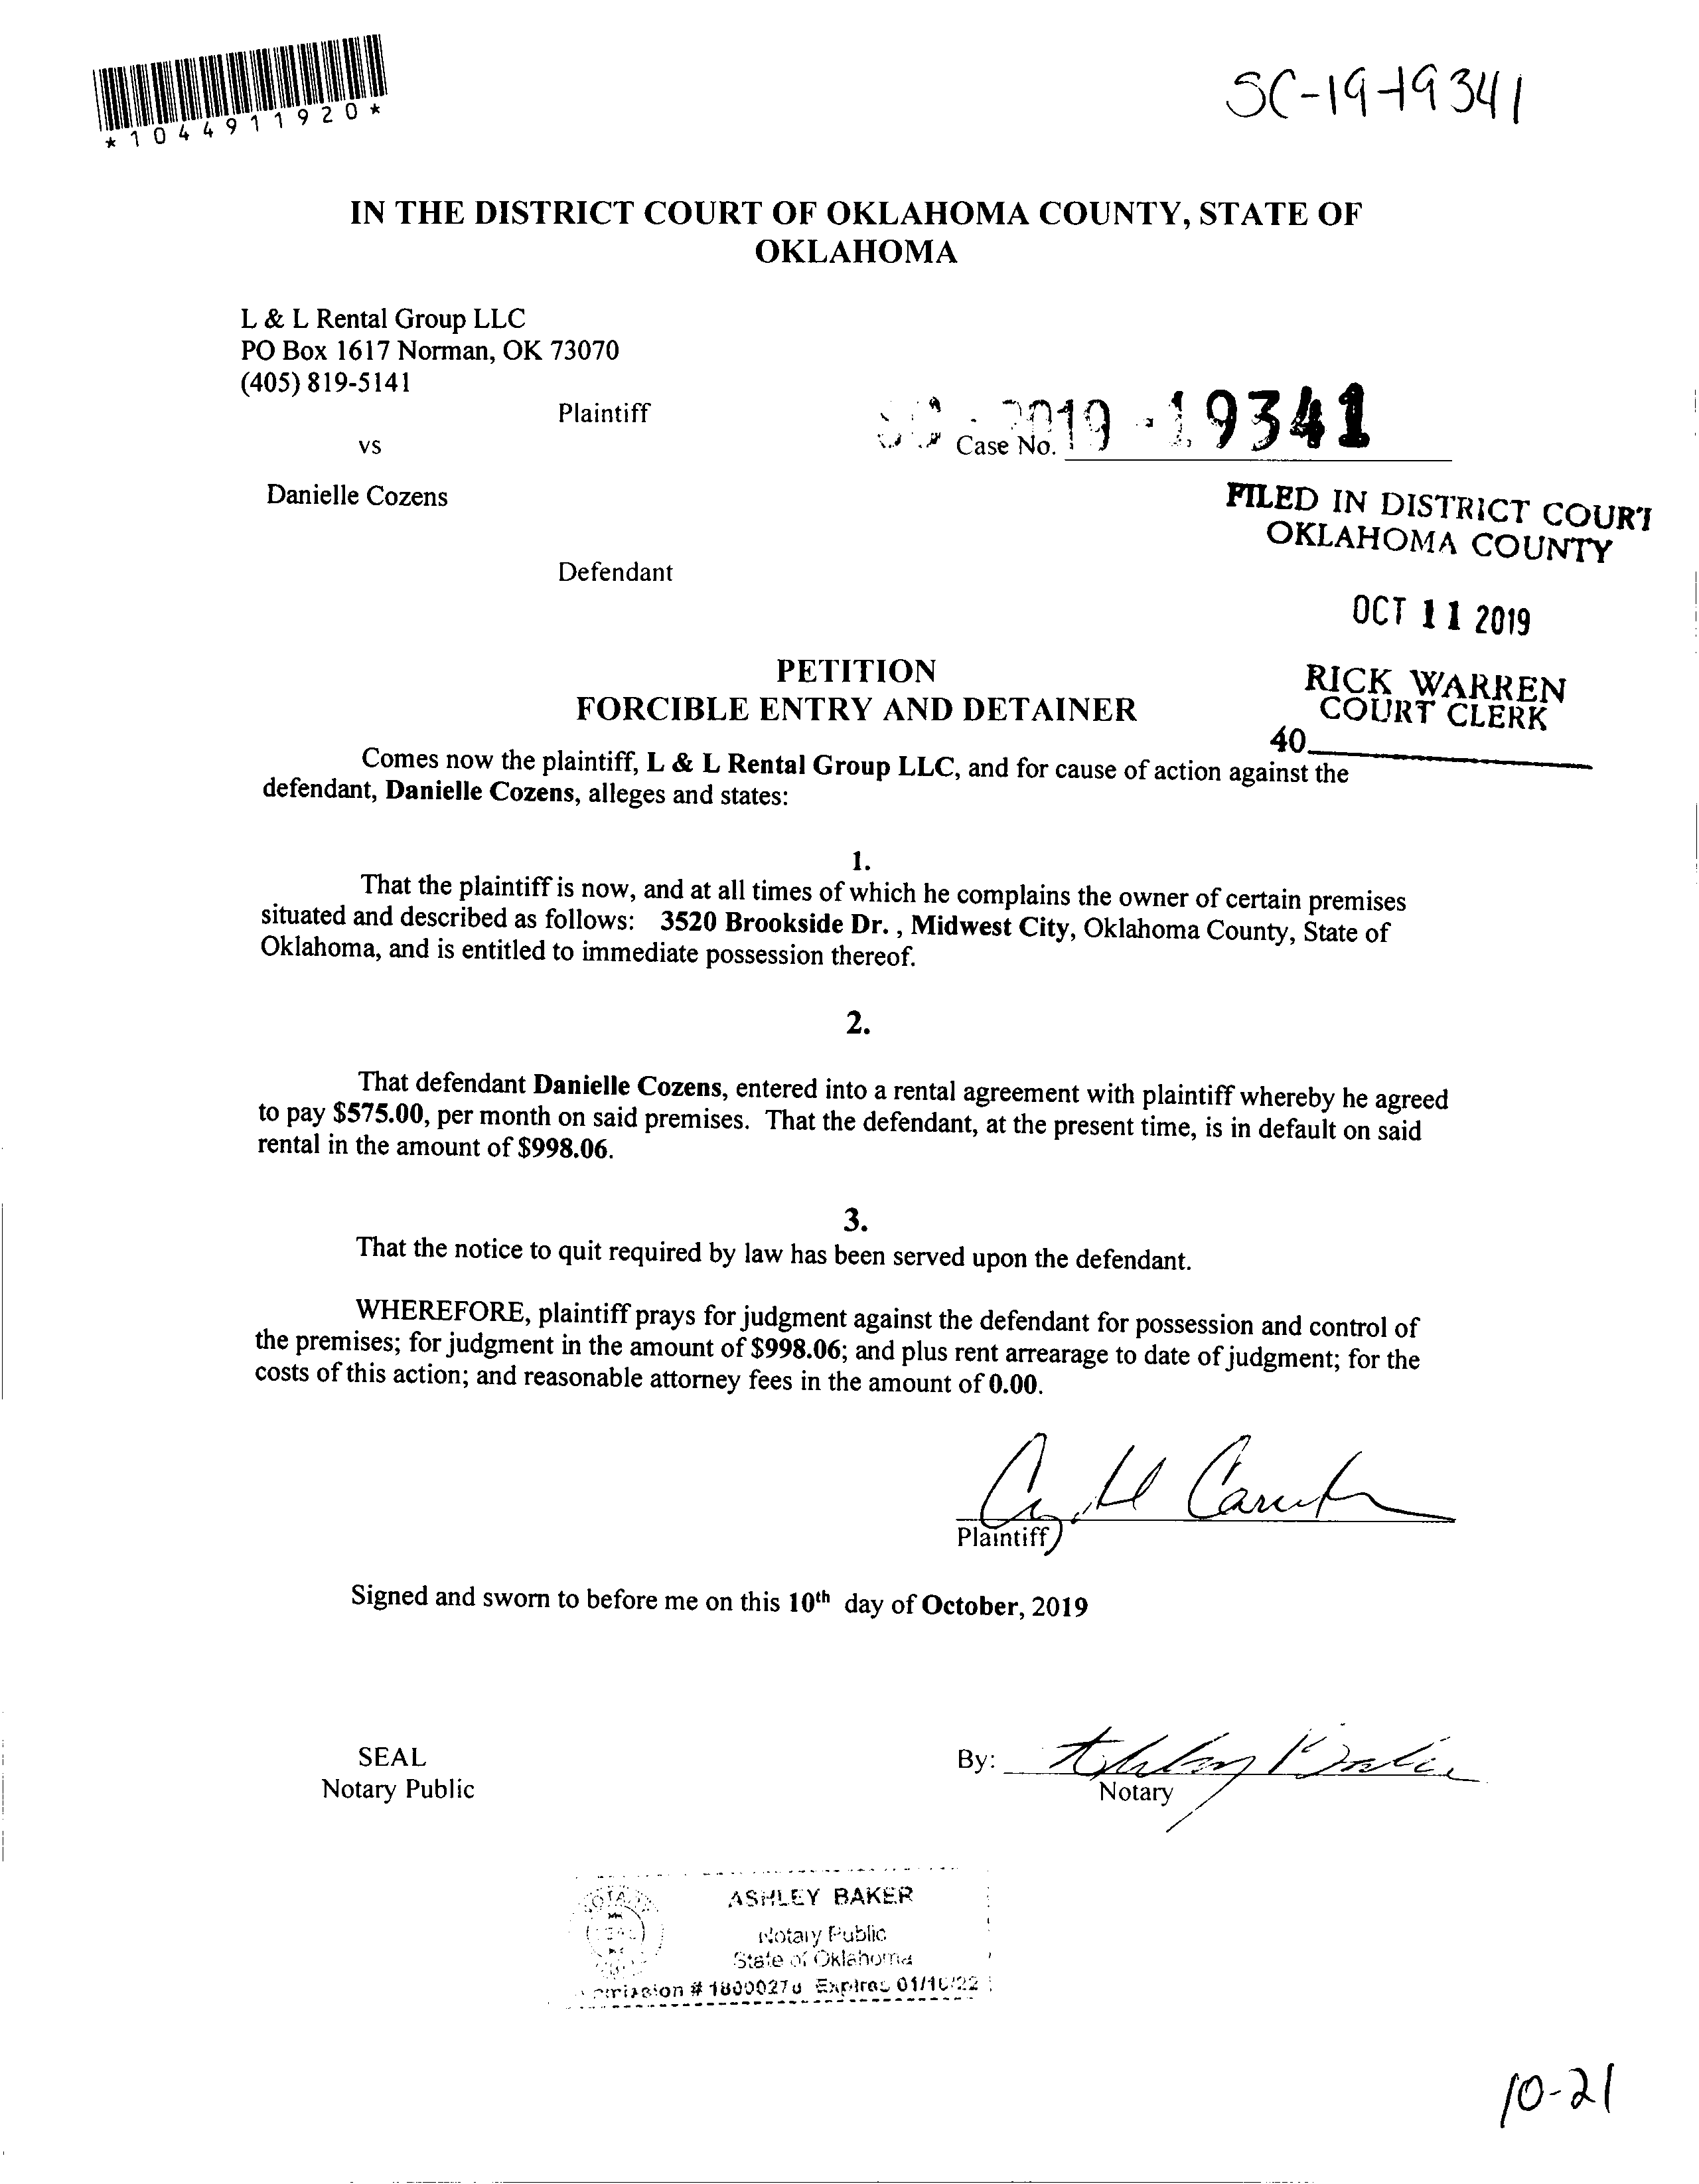 *1044911920*
SC-19-19341
IN THE DISTRICT COURT OF OKLAHOMA COUNTY, STATE OF
OKLAHOMA
L & L Rental Group LLC
PO Box 1617 Norman, OK 73070
(405) 819-5141
Plaintiff
SC - 2019 - 19341
Case No.
vs
Danielle Cozens
FILED IN DISTRICT COURT
OKLAHOMA COUNTY
Defendant
OCT 11 2019
PETITION
RICK WARREN
FORCIBLE ENTRY AND DETAINER
COURT CLERK
40
Comes now the plaintiff, L & L Rental Group LLC, and for cause of action against the
defendant, Danielle Cozens, alleges and states:
1.
That the plaintiff is now, and at all times of which he complains the owner of certain premises
situated and described as follows: 3520 Brookside Dr. , Midwest City, Oklahoma County, State of
Oklahoma, and is entitled to immediate possession thereof.
2.
That defendant Danielle Cozens, entered into a rental agreement with plaintiff whereby he agreed
to pay $575.00, per month on said premises. That the defendant, at the present time, is in default on said
rental in the amount of $998.06.
3.
That the notice to quit required by law has been served upon the defendant.
WHEREFORE, plaintiff prays for judgment against the defendant for possession and control of
the premises; for judgment in the amount of $998.06; and plus rent arrearage to date of judgment; for the
costs of this action; and reasonable attorney fees in the amount of 0.00.
Plaintiff
Signed and sworn to before me on this 10th day of October, 2019
SEAL
Notary Public
By: Ashley Baker
Notary
ASHLEY BAKER
Notary Public
State of Oklahoma
Expires
10-21